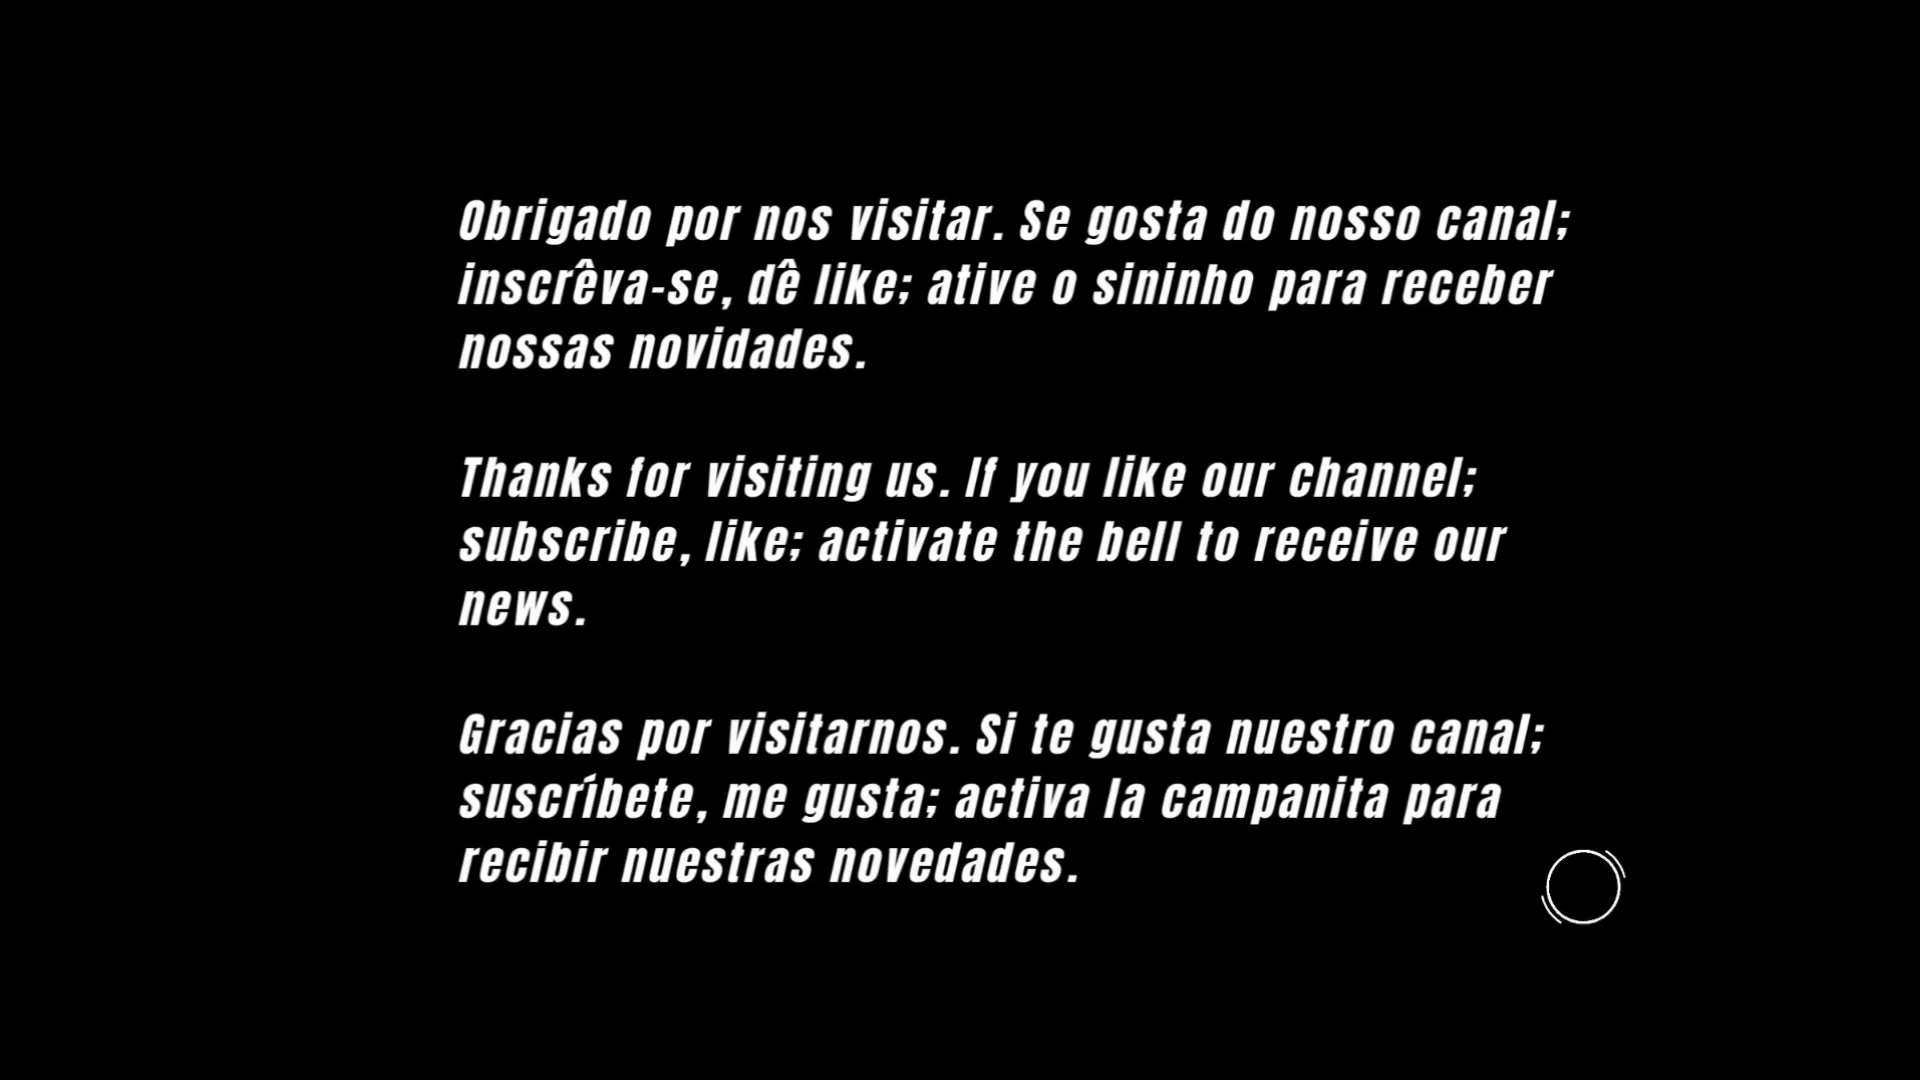 Obrigado por nos visitar. Se gosta do nosso canal;
inscrêva-se, dê like; ative o sininho para receber
nossas novidades.
Thanks for visiting us. If you like our channel;
subscribe, like; activate the bell to receive our
news.
Gracias por visitarnos. Si te gusta nuestro canal;
suscríbete, me gusta; activa la campanita para
recibir nuestras novedades.